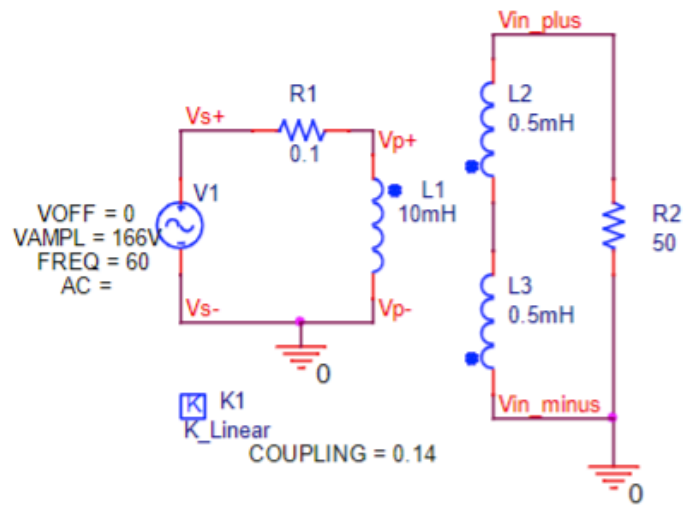 Vin_plus
R1
Vs+
Vp+
0.1
L2
0.5mH
V1
L1
10mH
VOFF = 0
VAMPL = 166V
FREQ = 60
AC =
R2
50
L3
0.5mH
Vs-
Vp-
0
K K1
K_Linear
COUPLING = 0.14
Vin_minus
0